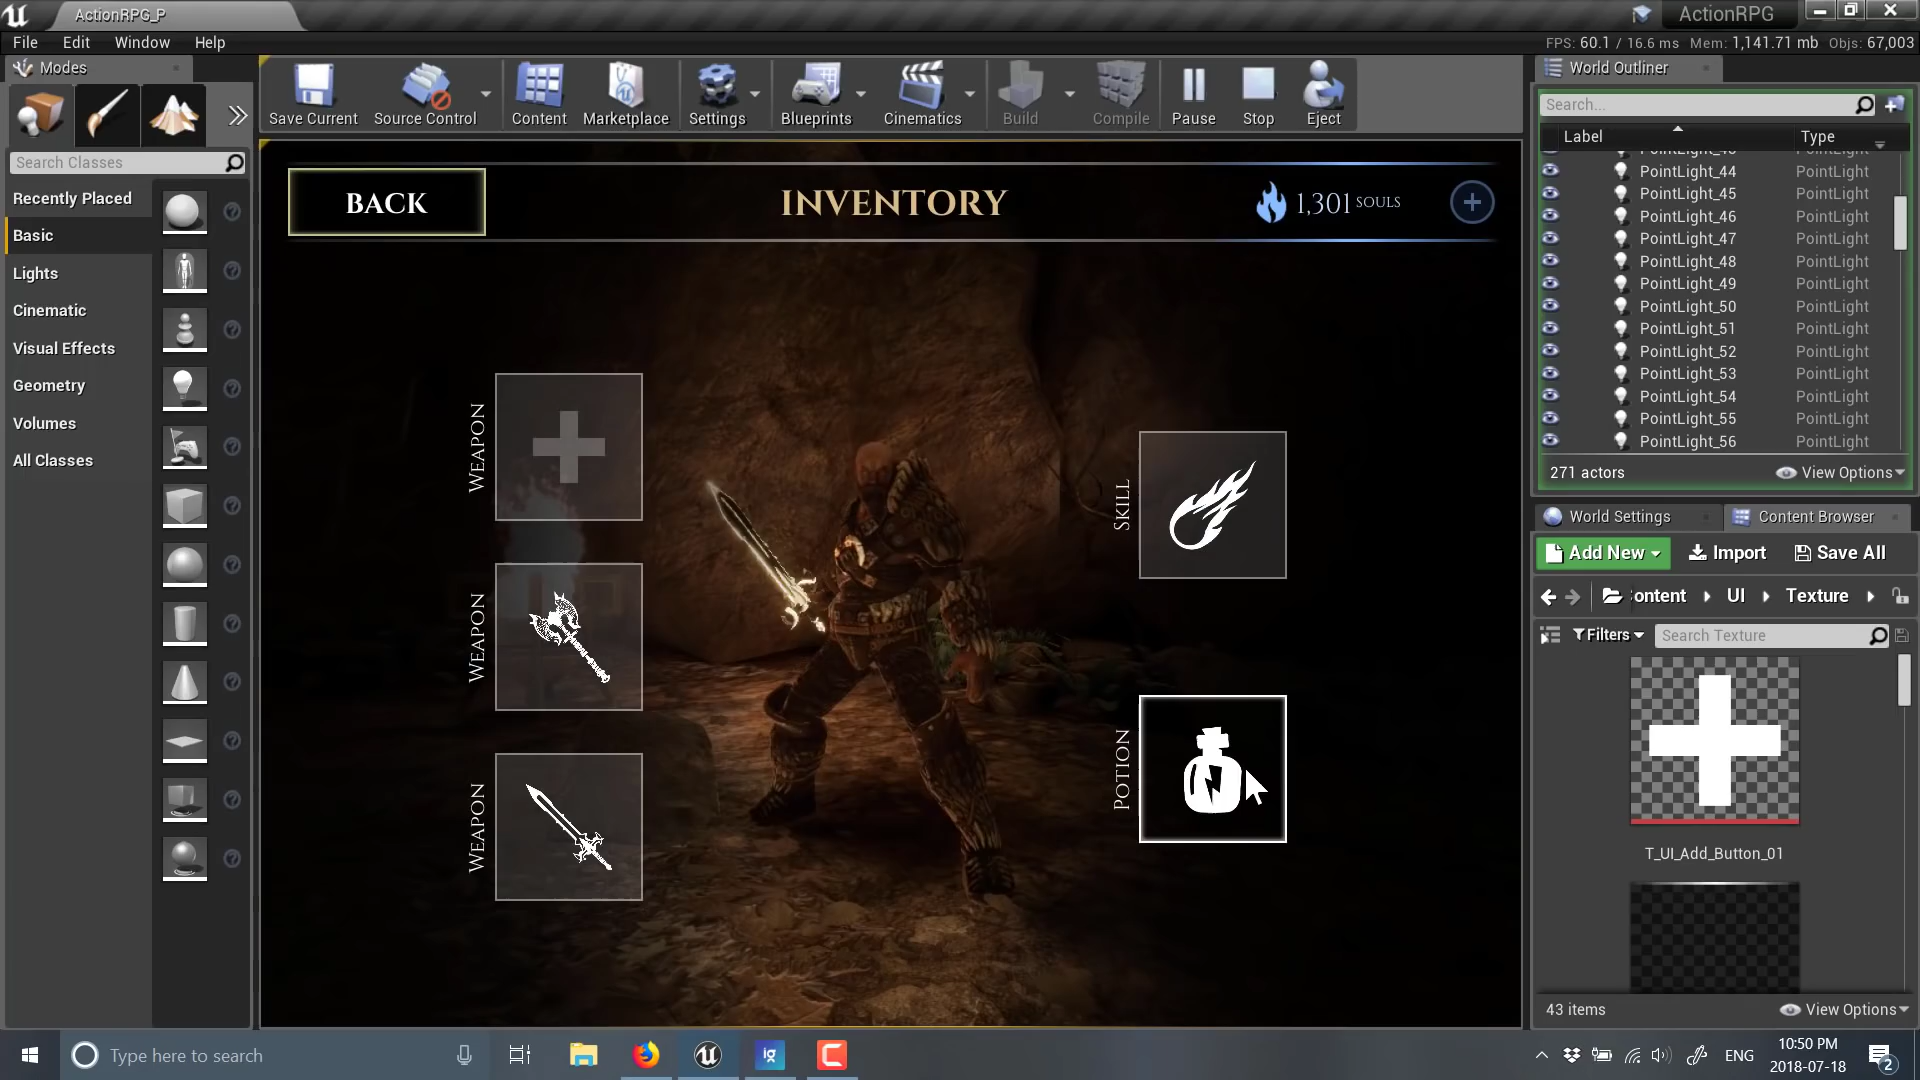 ActionRPG_P
ActionRPG
File Edit Window Help
FPS: 60.1 / 16.6 ms Mem: 1,141.71 mb Objs: 67,003
Modes
Save Current
Source Control
Content
Marketplace
Settings
Blueprints
Cinematics
Build
Compile
Pause
Stop
Eject
World Outliner
Search...
Label
Type
Search Classes
Recently Placed
Basic
Lights
Cinematic
Visual Effects
Geometry
Volumes
All Classes
BACK
INVENTORY
1,301 SOULS
WEAPON
WEAPON
WEAPON
SKILL
POTION
PointLight_44 PointLight
PointLight_45 PointLight
PointLight_46 PointLight
PointLight_47 PointLight
PointLight_48 PointLight
PointLight_49 PointLight
PointLight_50 PointLight
PointLight_51 PointLight
PointLight_52 PointLight
PointLight_53 PointLight
PointLight_54 PointLight
PointLight_55 PointLight
PointLight_56 PointLight
271 actors
View Options
World Settings
Content Browser
Add New
Import
Save All
ontent
UI
Texture
Filters
Search Texture
T_UI_Add_Button_01
43 items
View Options
Type here to search
ig
ENG
10:50 PM
2018-07-18
2